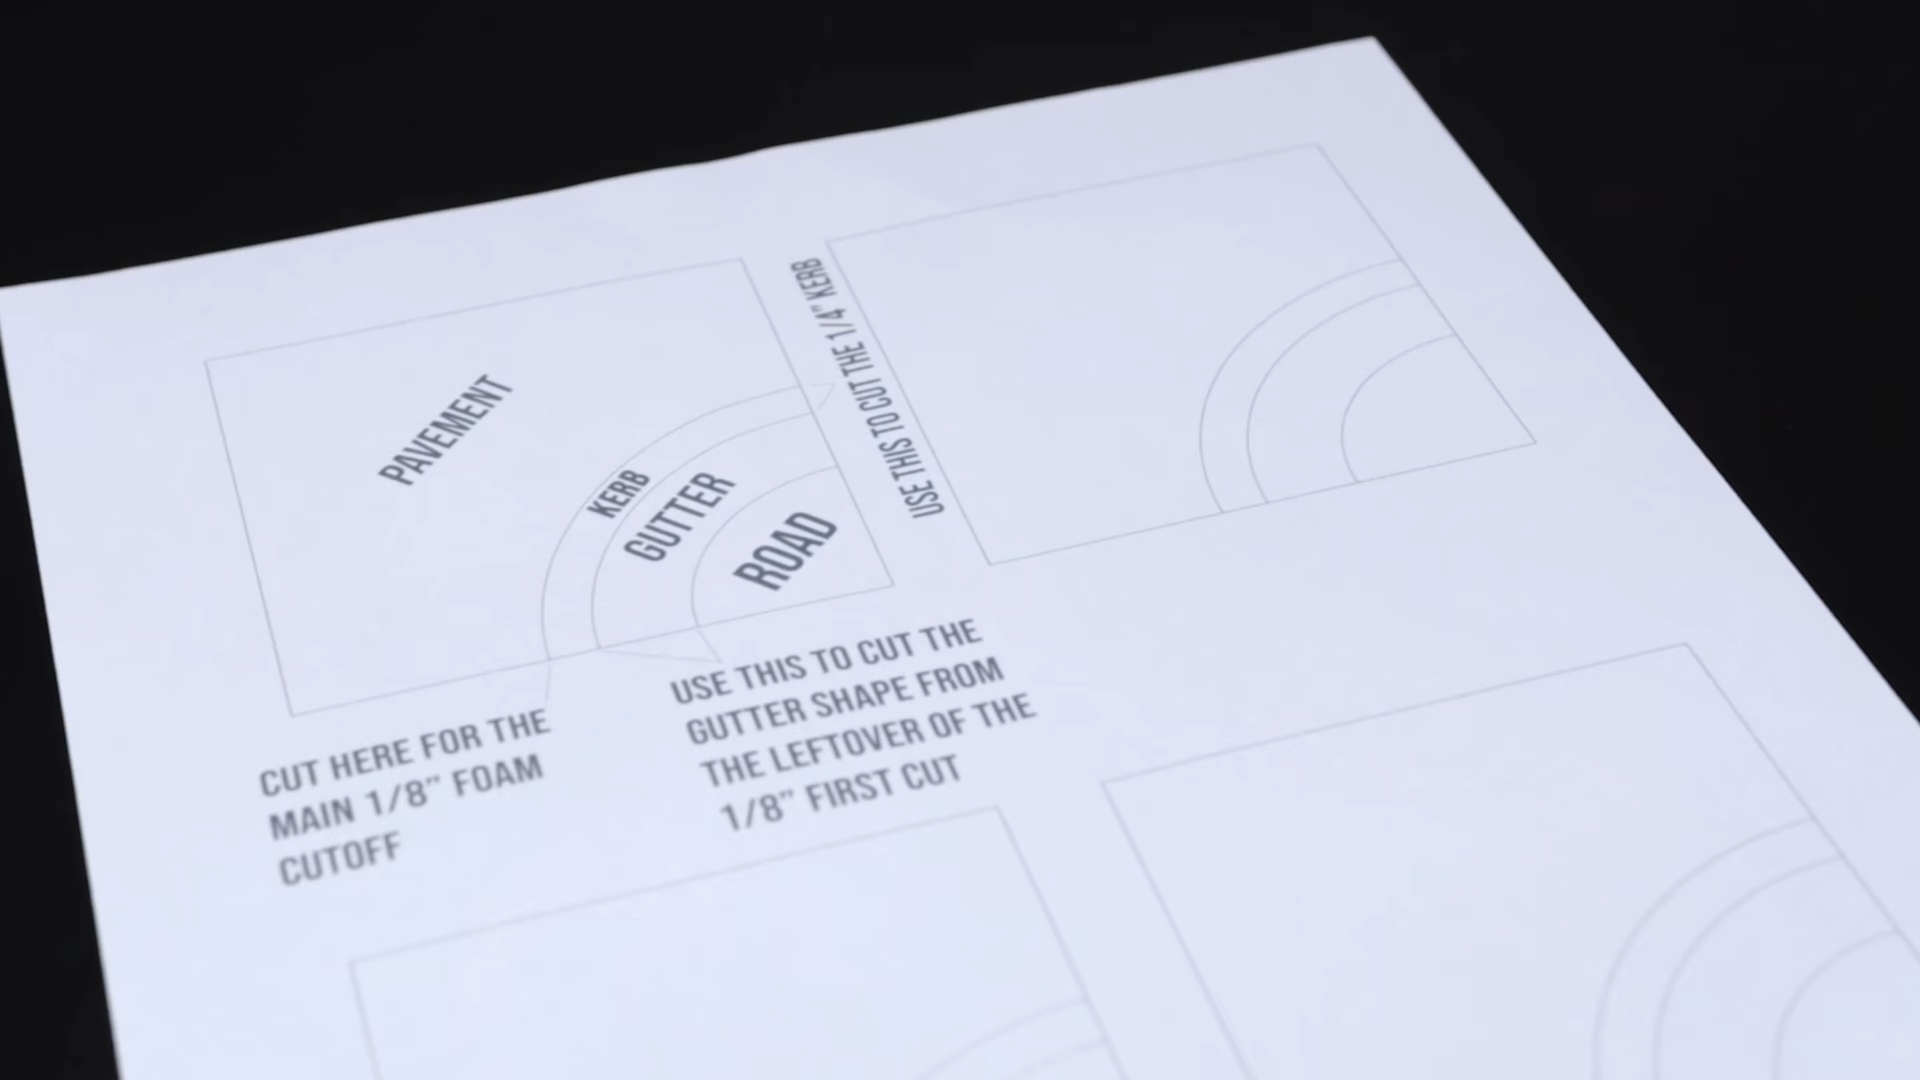 PAVEMENT
KERB
GUTTER
ROAD
USE THIS TO CUT THE 1/4" KERB
CUT HERE FOR THE
MAIN 1/8” FOAM
CUTOFF
USE THIS TO CUT THE
GUTTER SHAPE FROM
THE LEFTOVER OF THE
1/8” FIRST CUT